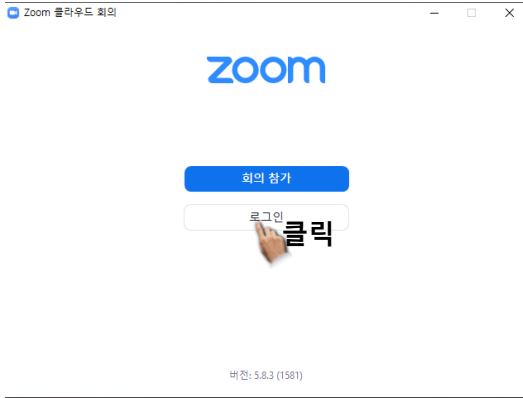 Zoom 클라우드 회의
zoom
회의 참가
로그인
클릭
버전: 5.8.3 (1581)